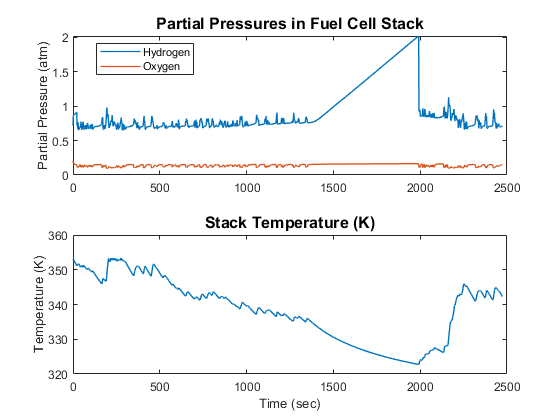 Partial Pressures in Fuel Cell Stack
Partial Pressure (atm)
2
1.5
1
0.5
0
Hydrogen
Oxygen
0 500 1000 1500 2000 2500
Stack Temperature (K)
Temperature (K)
360
350
340
330
320
0 500 1000 1500 2000 2500
Time (sec)